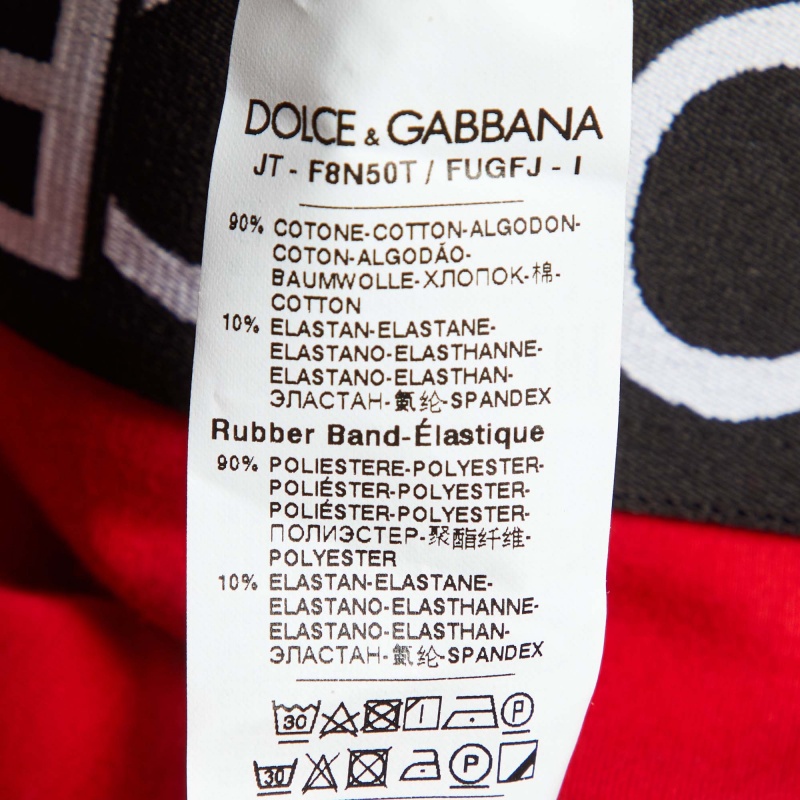 DOLCE & GABBANA
JT - F8N50T / FUGFJ - I
90% COTONE-COTTON-ALGODON-
COTON-ALGODÃO-
BAUMWOLLE-ХЛОПОК-棉-
COTTON
10% ELASTAN-ELASTANE-
ELASTANO-ELASTHANNE-
ELASTANO-ELASTHAN-
ЭЛАСТАН-氨纶-SPANDEX
Rubber Band-Élastique
90% POLIESTERE-POLYESTER-
POLIÉSTER-POLYESTER-
POLIÉSTER-POLYESTER-
ПОЛИЭСТЕР-聚酯纤维-
POLYESTER
10% ELASTAN-ELASTANE-
ELASTANO-ELASTHANNE-
ELASTANO-ELASTHAN-
ЭЛАСТАН-氨纶-SPANDEX
30 P
30 P